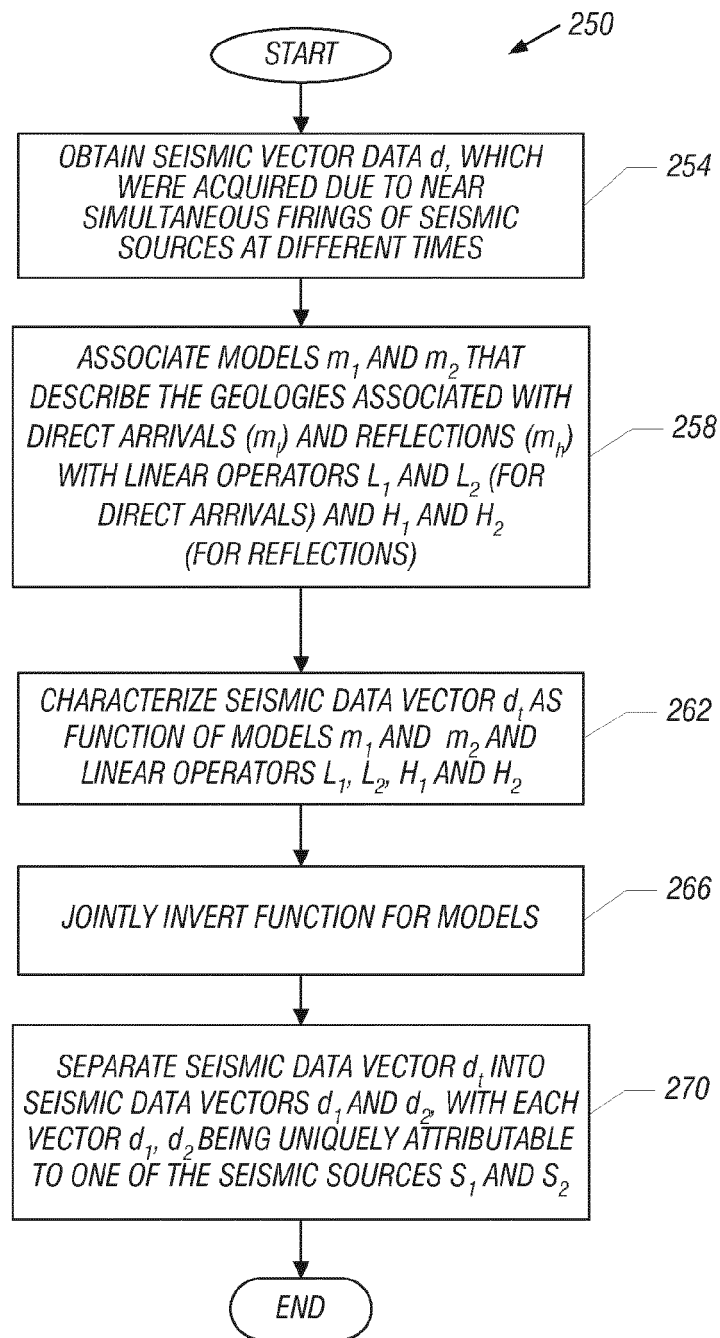 250
START
OBTAIN SEISMIC VECTOR DATA d, WHICH
WERE ACQUIRED DUE TO NEAR
SIMULTANEOUS FIRINGS OF SEISMIC
SOURCES AT DIFFERENT TIMES
254
ASSOCIATE MODELS m₁ AND m₂ THAT
DESCRIBE THE GEOLOGIES ASSOCIATED WITH
DIRECT ARRIVALS (mₗ) AND REFLECTIONS (mₕ)
WITH LINEAR OPERATORS L₁ AND L₂ (FOR
DIRECT ARRIVALS) AND H₁ AND H₂
(FOR REFLECTIONS)
258
CHARACTERIZE SEISMIC DATA VECTOR dₜ AS
FUNCTION OF MODELS m₁ AND m₂ AND
LINEAR OPERATORS L₁, L₂, H₁ AND H₂
262
JOINTLY INVERT FUNCTION FOR MODELS
266
SEPARATE SEISMIC DATA VECTOR dₜ INTO
SEISMIC DATA VECTORS d₁ AND d₂, WITH EACH
VECTOR d₁, d₂ BEING UNIQUELY ATTRIBUTABLE
TO ONE OF THE SEISMIC SOURCES S₁ AND S₂
270
END